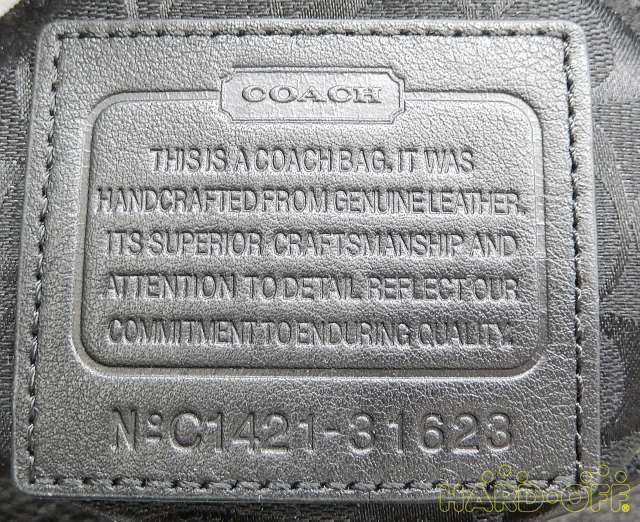 COACH
THIS IS A COACH BAG. IT WAS
HANDCRAFTED FROM GENUINE LEATHER.
ITS SUPERIOR CRAFTSMANSHIP AND
ATTENTION TO DETAIL REFLECT OUR
COMMITMENT TO ENDURING QUALITY.
Nº C1421-31623
HARD-OFF